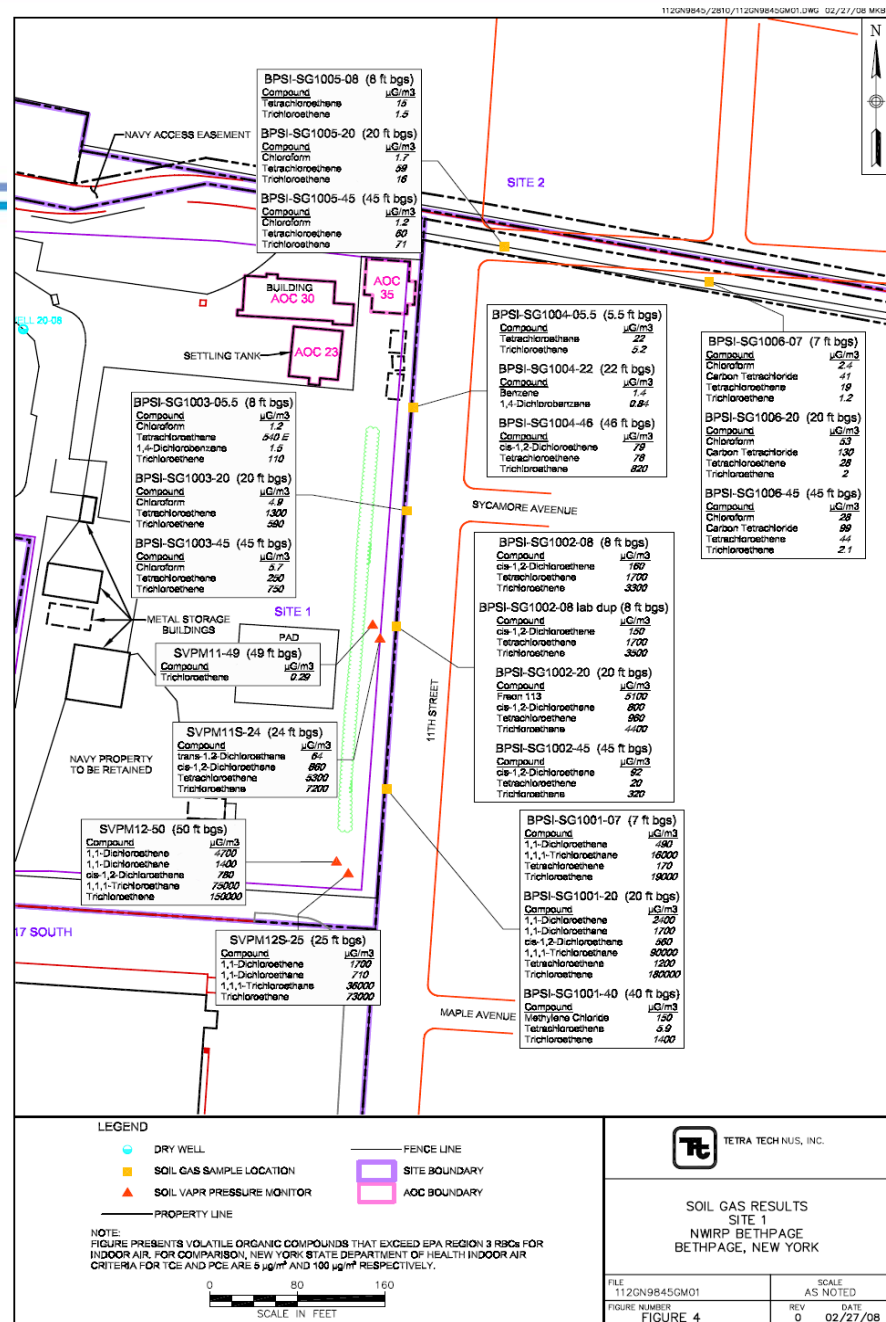 112GN9845/2810/112GN9845GM01.DWG 02/27/08 MKB
N
BPSI-SG1005-08 (8 ft bgs)
Compound µG/m3
Tetrachloroethene 15
Trichloroethene 1.5
BPSI-SG1005-20 (20 ft bgs)
Compound µG/m3
Chloroform 1.7
Tetrachloroethene 59
Trichloroethene 16
BPSI-SG1005-45 (45 ft bgs)
Compound µG/m3
Chloroform 1.2
Tetrachloroethene 60
Trichloroethene 71
NAVY ACCESS EASEMENT
SITE 2
BUILDING
AOC 30
AOC
35
ELL 20-08
SETTLING TANK
AOC 23
BPSI-SG1004-05.5 (5.5 ft bgs)
Compound µG/m3
Tetrachloroethene 22
Trichloroethene 5.2
BPSI-SG1004-22 (22 ft bgs)
Compound µG/m3
Benzene 1.4
1,4-Dichlorobenzene 0.84
BPSI-SG1004-46 (46 ft bgs)
Compound µG/m3
cis-1,2-Dichloroethene 79
Tetrachloroethene 78
Trichloroethene 820
BPSI-SG1006-07 (7 ft bgs)
Compound µG/m3
Chloroform 2.4
Carbon Tetrachloride 41
Tetrachloroethene 19
Trichloroethene 1.2
BPSI-SG1006-20 (20 ft bgs)
Compound µG/m3
Chloroform 53
Carbon Tetrachloride 130
Tetrachloroethene 28
Trichloroethene 2
BPSI-SG1006-45 (45 ft bgs)
Compound µG/m3
Chloroform 28
Carbon Tetrachloride 99
Tetrachloroethene 44
Trichloroethene 2.1
BPSI-SG1003-05.5 (8 ft bgs)
Compound µG/m3
Chloroform 1.2
Tetrachloroethene 540 E
1,4-Dichlorobenzene 1.5
Trichloroethene 110
BPSI-SG1003-20 (20 ft bgs)
Compound µG/m3
Chloroform 4.9
Tetrachloroethene 1300
Trichloroethene 590
BPSI-SG1003-45 (45 ft bgs)
Compound µG/m3
Chloroform 5.7
Tetrachloroethene 250
Trichloroethene 750
SYCAMORE AVEENUE
BPSI-SG1002-08 (8 ft bgs)
Compound µG/m3
cis-1,2-Dichloroethene 160
Tetrachloroethene 1700
Trichloroethene 3300
BPSI-SG1002-08 lab dup (8 ft bgs)
Compound µG/m3
cis-1,2-Dichloroethene 150
Tetrachloroethene 1700
Trichloroethene 3500
BPSI-SG1002-20 (20 ft bgs)
Compound µG/m3
Freon 113 5100
cis-1,2-Dichloroethene 800
Tetrachloroethene 960
Trichloroethene 4400
BPSI-SG1002-45 (45 ft bgs)
Compound µG/m3
cis-1,2-Dichloroethene 92
Tetrachloroethene 20
Trichloroethene 320
SITE 1
METAL STORAGE
BUILDINGS
PAD
SVPM11-49 (49 ft bgs)
Compound µG/m3
Trichloroethene 0.29
11TH STREET
SVPM11S-24 (24 ft bgs)
Compound µG/m3
trans-1,2-Dichloroethene 64
cis-1,2-Dichloroethene 860
Tetrachloroethene 5300
Trichloroethene 7200
NAVY PROPERTY
TO BE RETAINED
SVPM12-50 (50 ft bgs)
Compound µG/m3
1,1-Dichloroethane 4700
1,1-Dichloroethene 1400
cis-1,2-Dichloroethene 780
1,1,1-Trichloroethane 75000
Trichloroethene 150000
BPSI-SG1001-07 (7 ft bgs)
Compound µG/m3
1,1-Dichloroethane 490
1,1,1-Trichloroethane 16000
Tetrachloroethene 170
Trichloroethene 19000
BPSI-SG1001-20 (20 ft bgs)
Compound µG/m3
1,1-Dichloroethane 2400
1,1-Dichloroethene 1700
cis-1,2-Dichloroethene 560
1,1,1-Trichloroethane 90000
Tetrachloroethene 1200
Trichloroethene 180000
BPSI-SG1001-40 (40 ft bgs)
Compound µG/m3
Methylene Chloride 150
Tetrachloroethene 5.9
Trichloroethene 1400
17 SOUTH
SVPM12S-25 (25 ft bgs)
Compound µG/m3
1,1-Dichloroethane 1700
1,1-Dichloroethene 710
1,1,1-Trichloroethane 36000
Trichloroethene 73000
MAPLE AVENUE
LEGEND
DRY WELL
SOIL GAS SAMPLE LOCATION
SOIL VAPR PRESSURE MONITOR
PROPERTY LINE
FENCE LINE
SITE BOUNDARY
AOC BOUNDARY
NOTE:
FIGURE PRESENTS VOLATILE ORGANIC COMPOUNDS THAT EXCEED EPA REGION 3 RBCs FOR
INDOOR AIR. FOR COMPARISON, NEW YORK STATE DEPARTMENT OF HEALTH INDOOR AIR
CRITERIA FOR TCE AND PCE ARE 5 µg/m³ AND 100 µg/m³ RESPECTIVELY.
0 80 160
SCALE IN FEET
TETRA TECH NUS, INC.
SOIL GAS RESULTS
SITE 1
NWIRP BETHPAGE
BETHPAGE, NEW YORK
FILE
112GN9845GM01
SCALE
AS NOTED
FIGURE NUMBER
FIGURE 4
REV
0
DATE
02/27/08